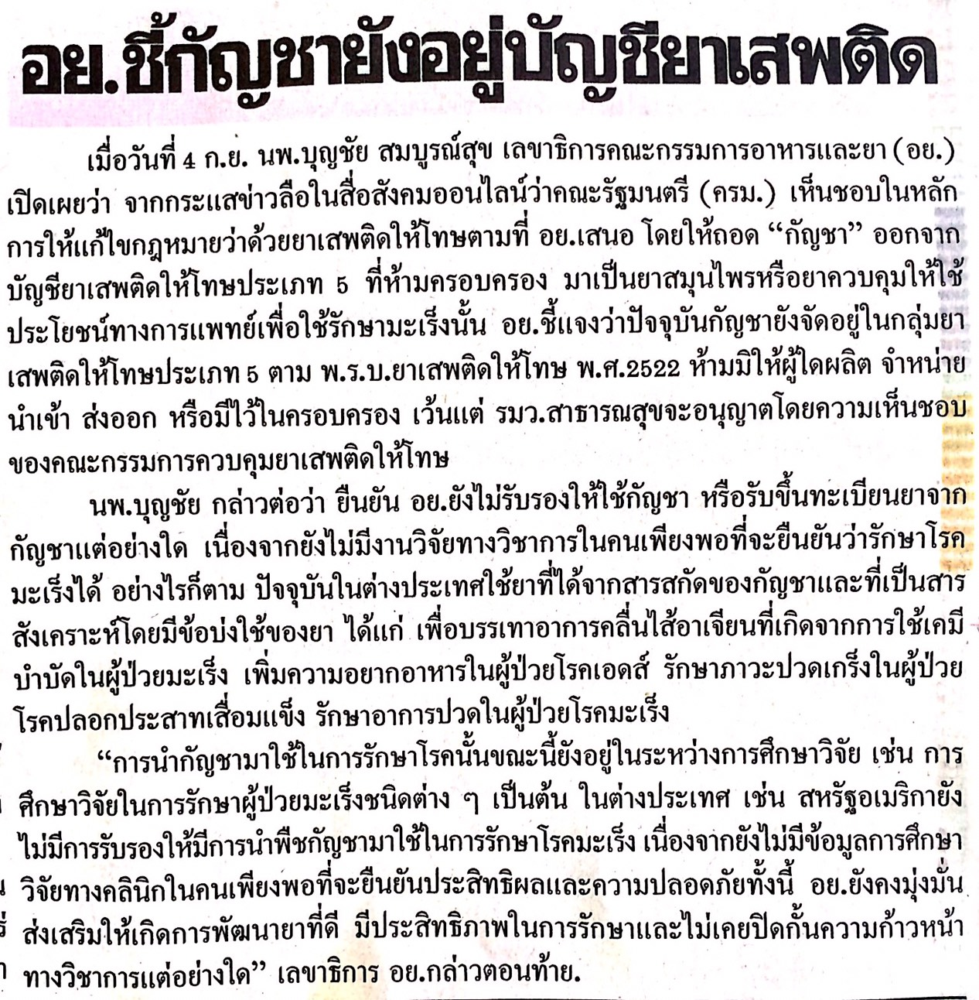 อย.ชี้กัญชายังอยู่บัญชียาเสพติด
เมื่อวันที่ 4 ก.ย. นพ.บุญชัย สมบูรณ์สุข เลขาธิการคณะกรรมการอาหารและยา (อย.)
เปิดเผยว่า จากกระแสข่าวลือในสื่อสังคมออนไลน์ว่าคณะรัฐมนตรี (ครม.) เห็นชอบในหลัก
การให้แก้ไขกฎหมายว่าด้วยยาเสพติดให้โทษตามที่ อย.เสนอ โดยให้ถอด “กัญชา” ออกจาก
บัญชียาเสพติดให้โทษประเภท 5 ที่ห้ามครอบครอง มาเป็นยาสมุนไพรหรือยาควบคุมให้ใช้
ประโยชน์ทางการแพทย์เพื่อใช้รักษามะเร็งนั้น อย.ชี้แจงว่าปัจจุบันกัญชายังจัดอยู่ในกลุ่มยา
เสพติดให้โทษประเภท 5 ตาม พ.ร.บ.ยาเสพติดให้โทษ พ.ศ.2522 ห้ามมิให้ผู้ใดผลิต จำหน่าย
นำเข้า ส่งออก หรือมีไว้ในครอบครอง เว้นแต่ รมว.สาธารณสุขจะอนุญาตโดยความเห็นชอบ
ของคณะกรรมการควบคุมยาเสพติดให้โทษ
นพ.บุญชัย กล่าวต่อว่า ยืนยัน อย.ยังไม่รับรองให้ใช้กัญชา หรือรับขึ้นทะเบียนยาจาก
กัญชาแต่อย่างใด เนื่องจากยังไม่มีงานวิจัยทางวิชาการในคนเพียงพอที่จะยืนยันว่ารักษาโรค
มะเร็งได้ อย่างไรก็ตาม ปัจจุบันในต่างประเทศใช้ยาที่ได้จากสารสกัดของกัญชาและที่เป็นสาร
สังเคราะห์โดยมีข้อบ่งใช้ของยา ได้แก่ เพื่อบรรเทาอาการคลื่นไส้อาเจียนที่เกิดจากการใช้เคมี
บำบัดในผู้ป่วยมะเร็ง เพิ่มความอยากอาหารในผู้ป่วยโรคเอดส์ รักษาภาวะปวดเกร็งในผู้ป่วย
โรคปลอกประสาทเสื่อมแข็ง รักษาอาการปวดในผู้ป่วยโรคมะเร็ง
“การนำกัญชามาใช้ในการรักษาโรคนั้นขณะนี้ยังอยู่ในระหว่างการศึกษาวิจัย เช่น การ
ศึกษาวิจัยในการรักษาผู้ป่วยมะเร็งชนิดต่าง ๆ เป็นต้น ในต่างประเทศ เช่น สหรัฐอเมริกายัง
ไม่มีการรับรองให้มีการนำพืชกัญชามาใช้ในการรักษาโรคมะเร็ง เนื่องจากยังไม่มีข้อมูลการศึกษา
วิจัยทางคลินิกในคนเพียงพอที่จะยืนยันประสิทธิผลและความปลอดภัยทั้งนี้ อย.ยังคงมุ่งมั่น
ส่งเสริมให้เกิดการพัฒนายาที่ดี มีประสิทธิภาพในการรักษาและไม่เคยปิดกั้นความก้าวหน้า
ทางวิชาการแต่อย่างใด” เลขาธิการ อย.กล่าวตอนท้าย.